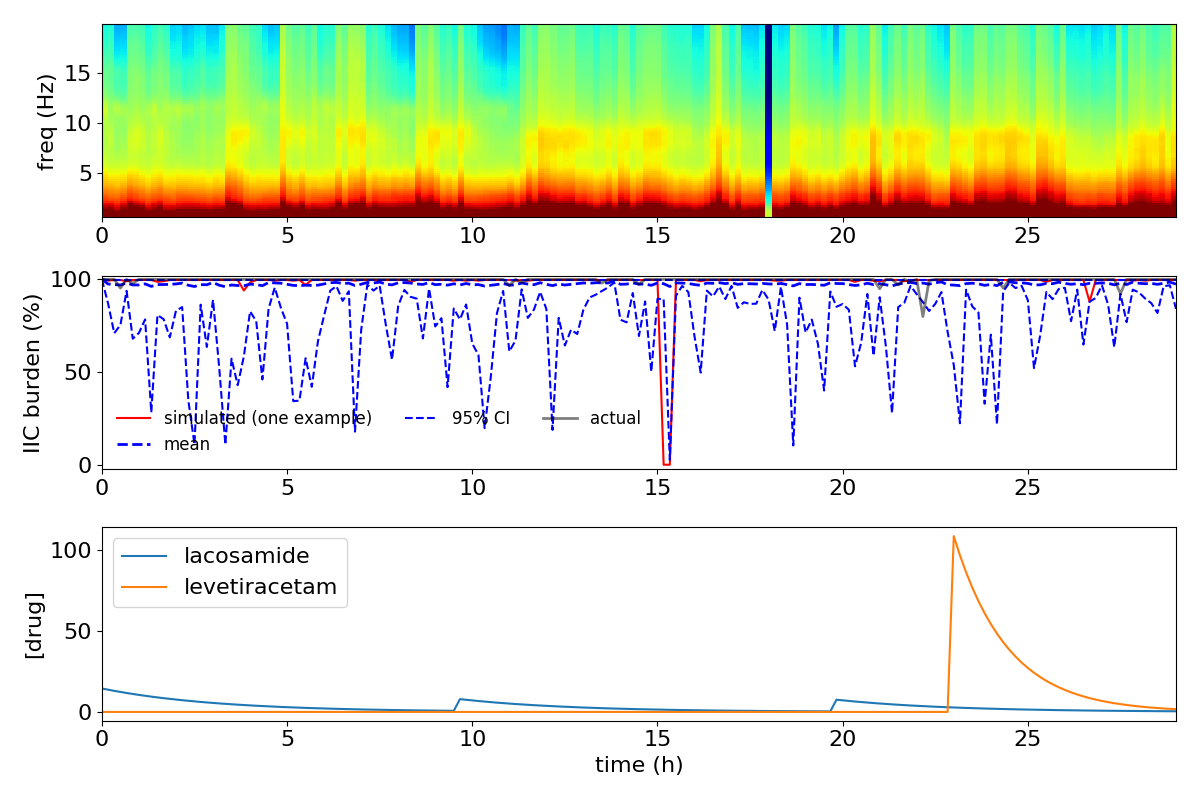 freq (Hz)
15
10
5
0 5 10 15 20 25
IIC burden (%)
100
50
0
simulated (one example) 95% CI actual
mean
0 5 10 15 20 25
[drug]
100
50
0
lacosamide
levetiracetam
0 5 10 15 20 25
time (h)